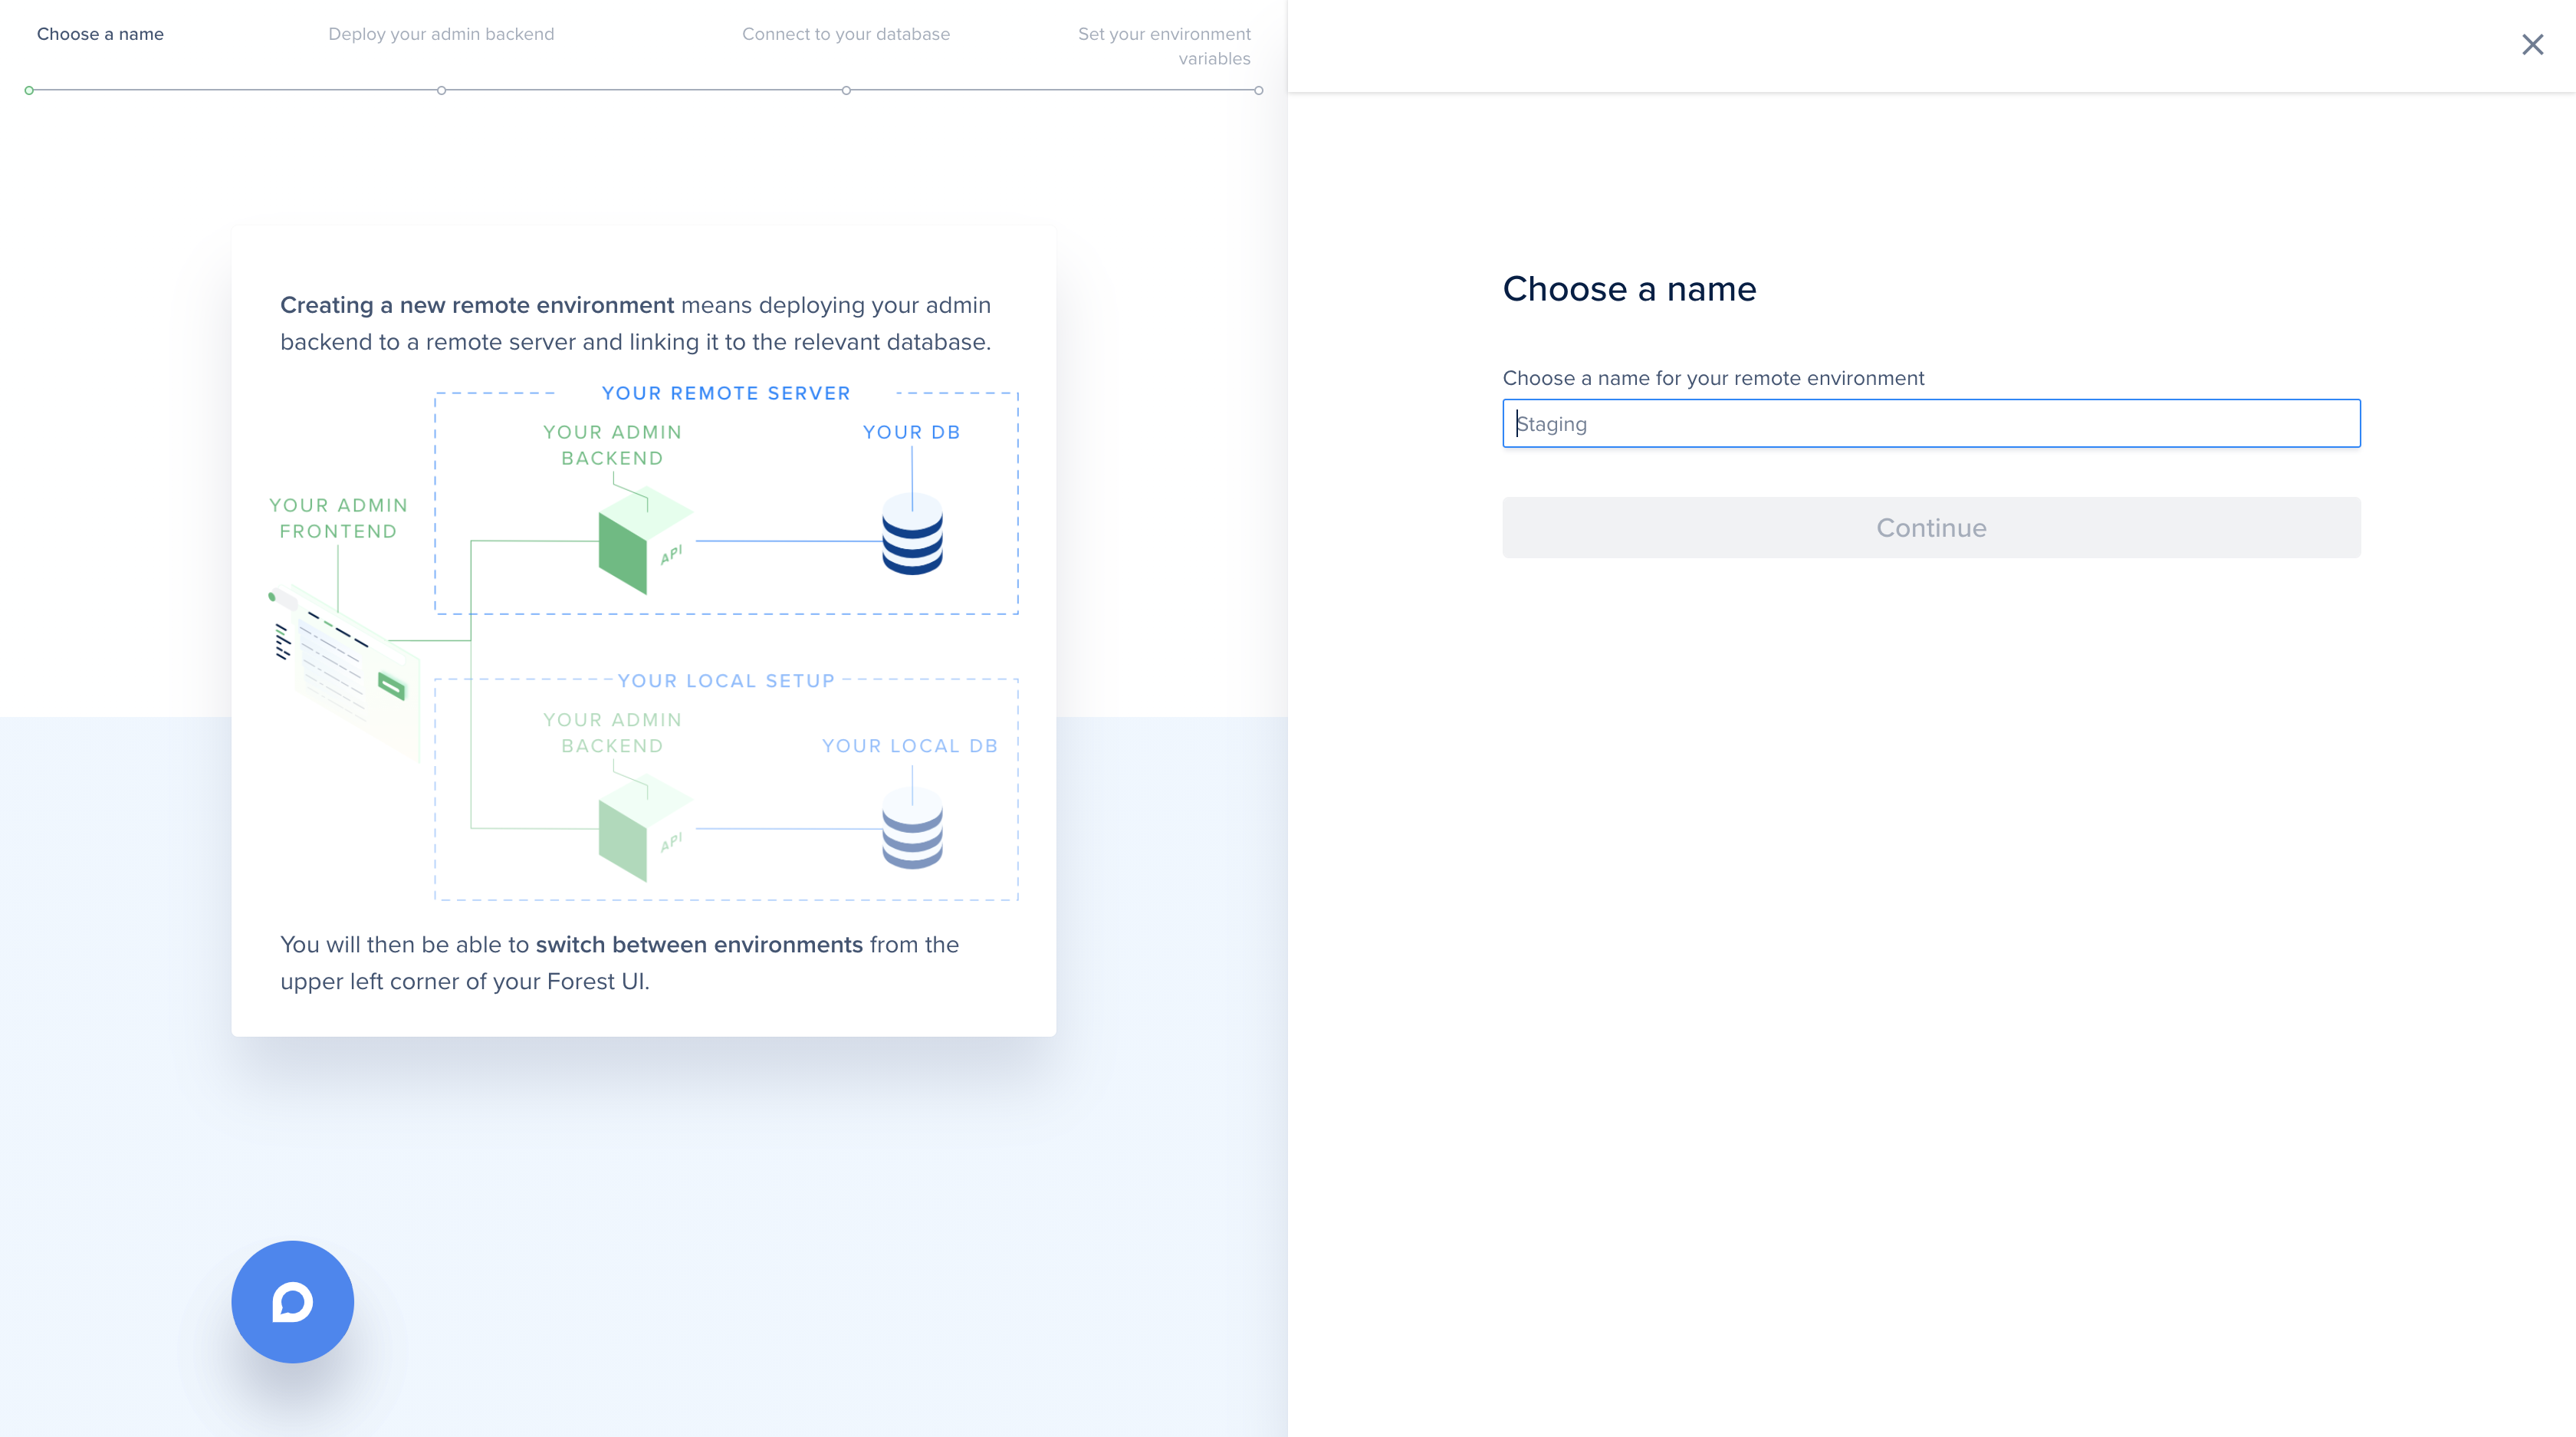 Choose a name
Deploy your admin backend
Connect to your database
Set your environment
variables
Creating a new remote environment means deploying your admin
backend to a remote server and linking it to the relevant database.
YOUR REMOTE SERVER
YOUR ADMIN
BACKEND
YOUR DB
YOUR ADMIN
FRONTEND
API
YOUR LOCAL SETUP
YOUR ADMIN
BACKEND
YOUR LOCAL DB
API
You will then be able to switch between environments from the
upper left corner of your Forest UI.
Choose a name
Choose a name for your remote environment
Staging
Continue